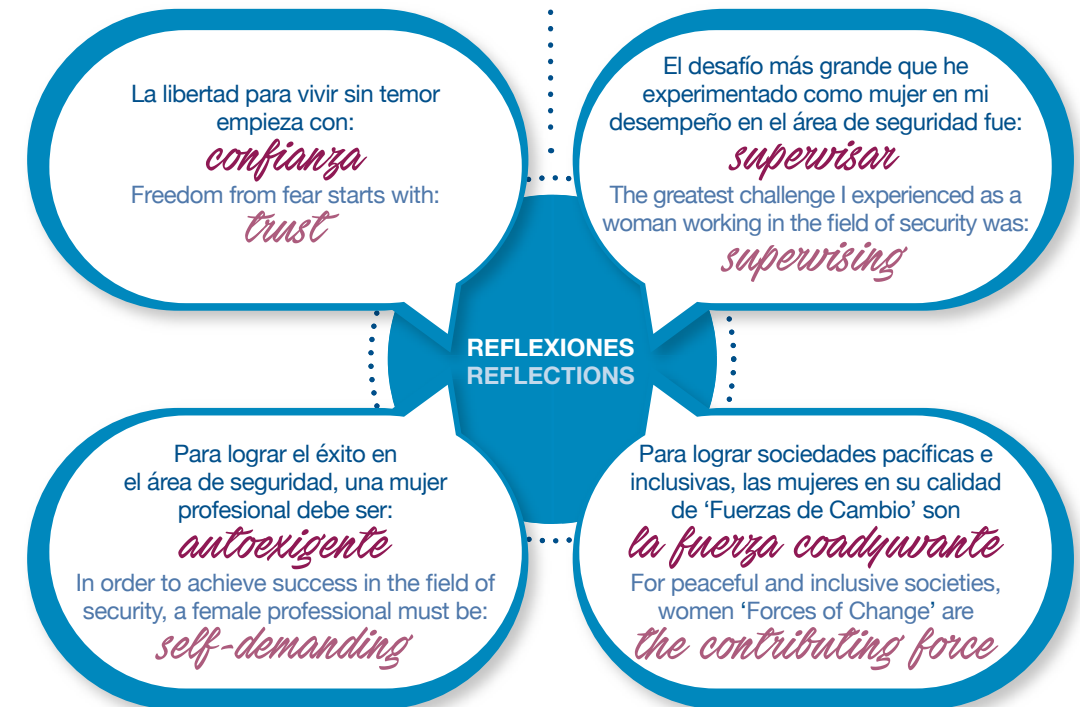 La libertad para vivir sin temor
empieza con:
confianza
Freedom from fear starts with:
trust
El desafío más grande que he
experimentado como mujer en mi
desempeño en el área de seguridad fue:
supervisar
The greatest challenge I experienced as a
woman working in the field of security was:
supervising
REFLEXIONES
REFLECTIONS
Para lograr el éxito en
el área de seguridad, una mujer
profesional debe ser:
autoexigente
In order to achieve success in the field of
security, a female professional must be:
self-demanding
Para lograr sociedades pacíficas e
inclusivas, las mujeres en su calidad
de ‘Fuerzas de Cambio’ son
la fuerza coadyuvante
For peaceful and inclusive societies,
women ‘Forces of Change’ are
the contributing force